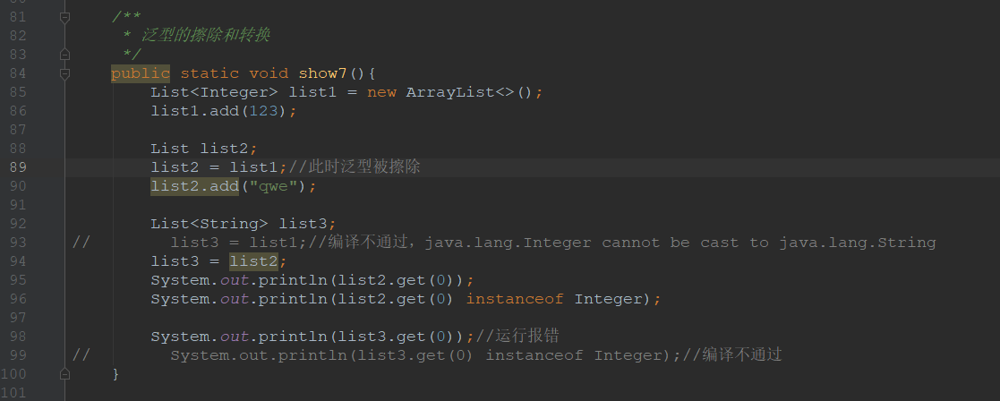 81 /**
82 * 泛型的擦除和转换
83 */
84 public static void show7(){
85 List<Integer> list1 = new ArrayList<>();
86 list1.add(123);
87
88 List list2;
89 list2 = list1;//此时泛型被擦除
90 list2.add("qwe");
91
92 List<String> list3;
93 // list3 = list1;//编译不通过，java.lang.Integer cannot be cast to java.lang.String
94 list3 = list2;
95 System.out.println(list2.get(0));
96 System.out.println(list2.get(0) instanceof Integer);
97
98 System.out.println(list3.get(0));//运行报错
99 // System.out.println(list3.get(0) instanceof Integer);//编译不通过
100 }
101